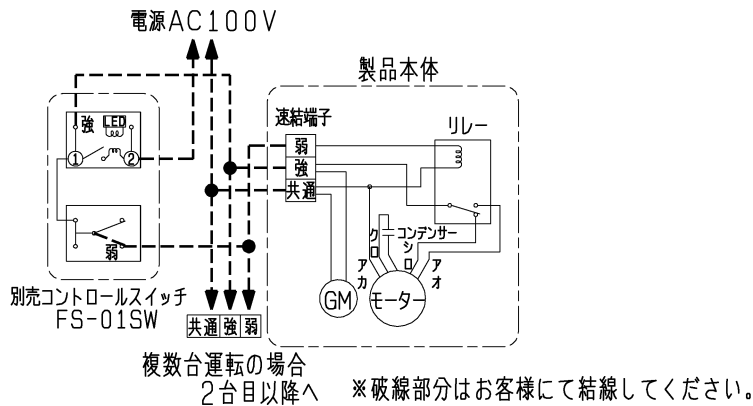 電源AC100V
製品本体
強 LED
① ②
弱
速結端子
弱
強
共通
リレー
コンデンサー
クロ
シロ
アカ
アオ
GM
モーター
別売コントロールスイッチ
FS-01SW
共通 強 弱
複数台運転の場合
2台目以降へ
※破線部分はお客様にて結線してください。